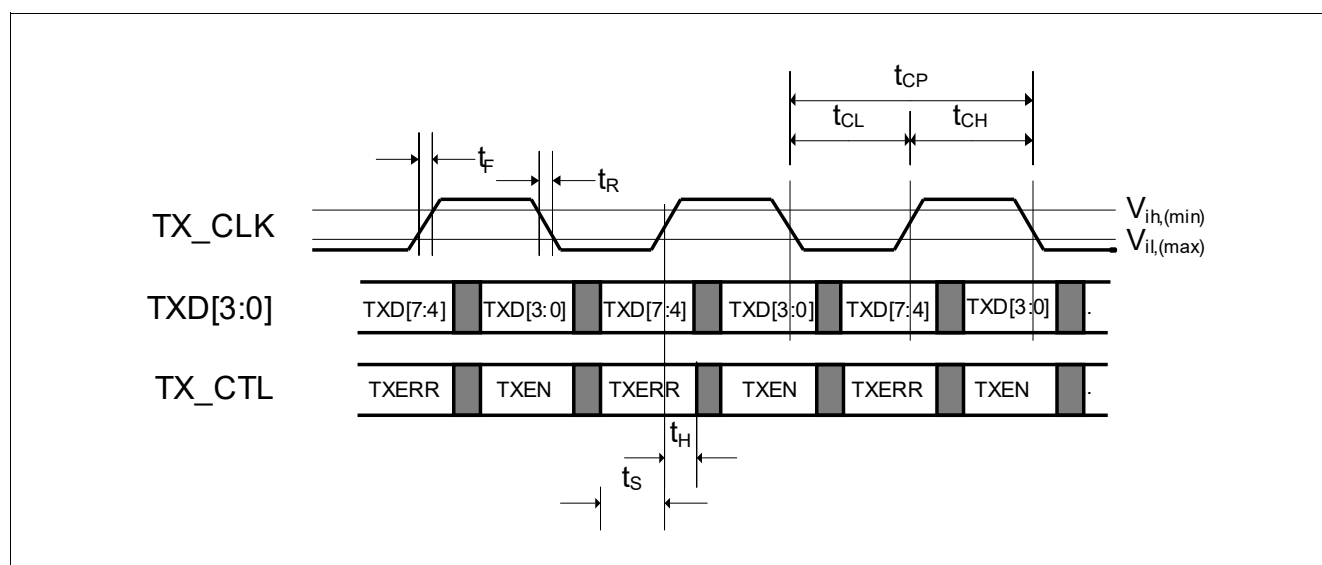 tCP
tCL tCH
tF
tR
TX_CLK
Vih,(min)
Vil,(max)
TXD[3:0] TXD[7:4] TXD[3:0] TXD[7:4] TXD[3:0] TXD[7:4] TXD[3:0] .
TX_CTL TXERR TXEN TXERR TXEN TXERR TXEN .
tH
tS